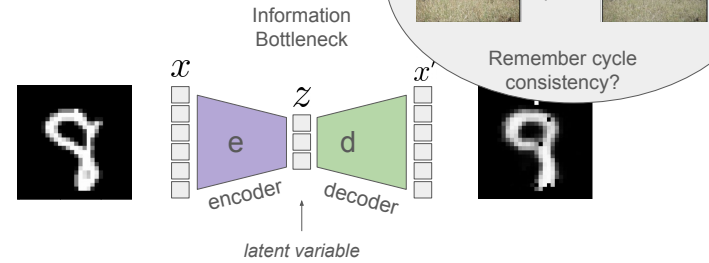 Information
Bottleneck
Remember cycle
consistency?
x
z
x'
e
d
encoder
decoder
latent variable